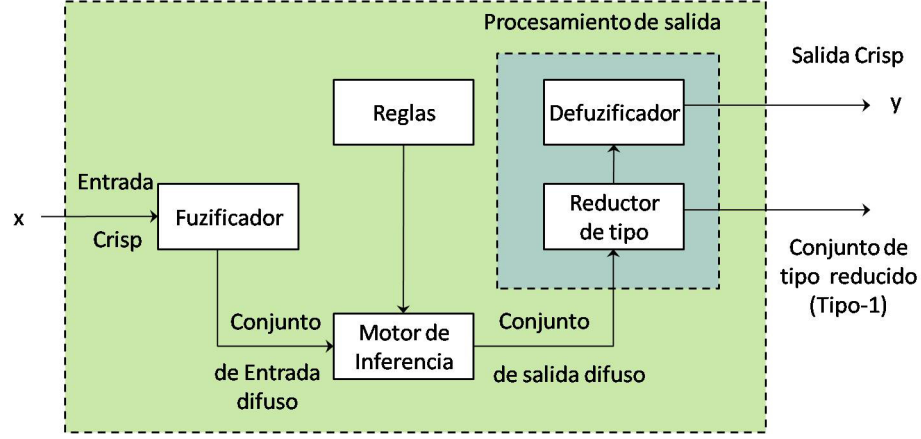 Procesamiento de salida
Salida Crisp
Defuzificador
y
Reglas
Entrada
x
Crisp
Fuzificador
Reductor
de tipo
Conjunto de
tipo reducido
(Tipo-1)
Conjunto
de Entrada
difuso
Motor de
Inferencia
Conjunto
de salida difuso